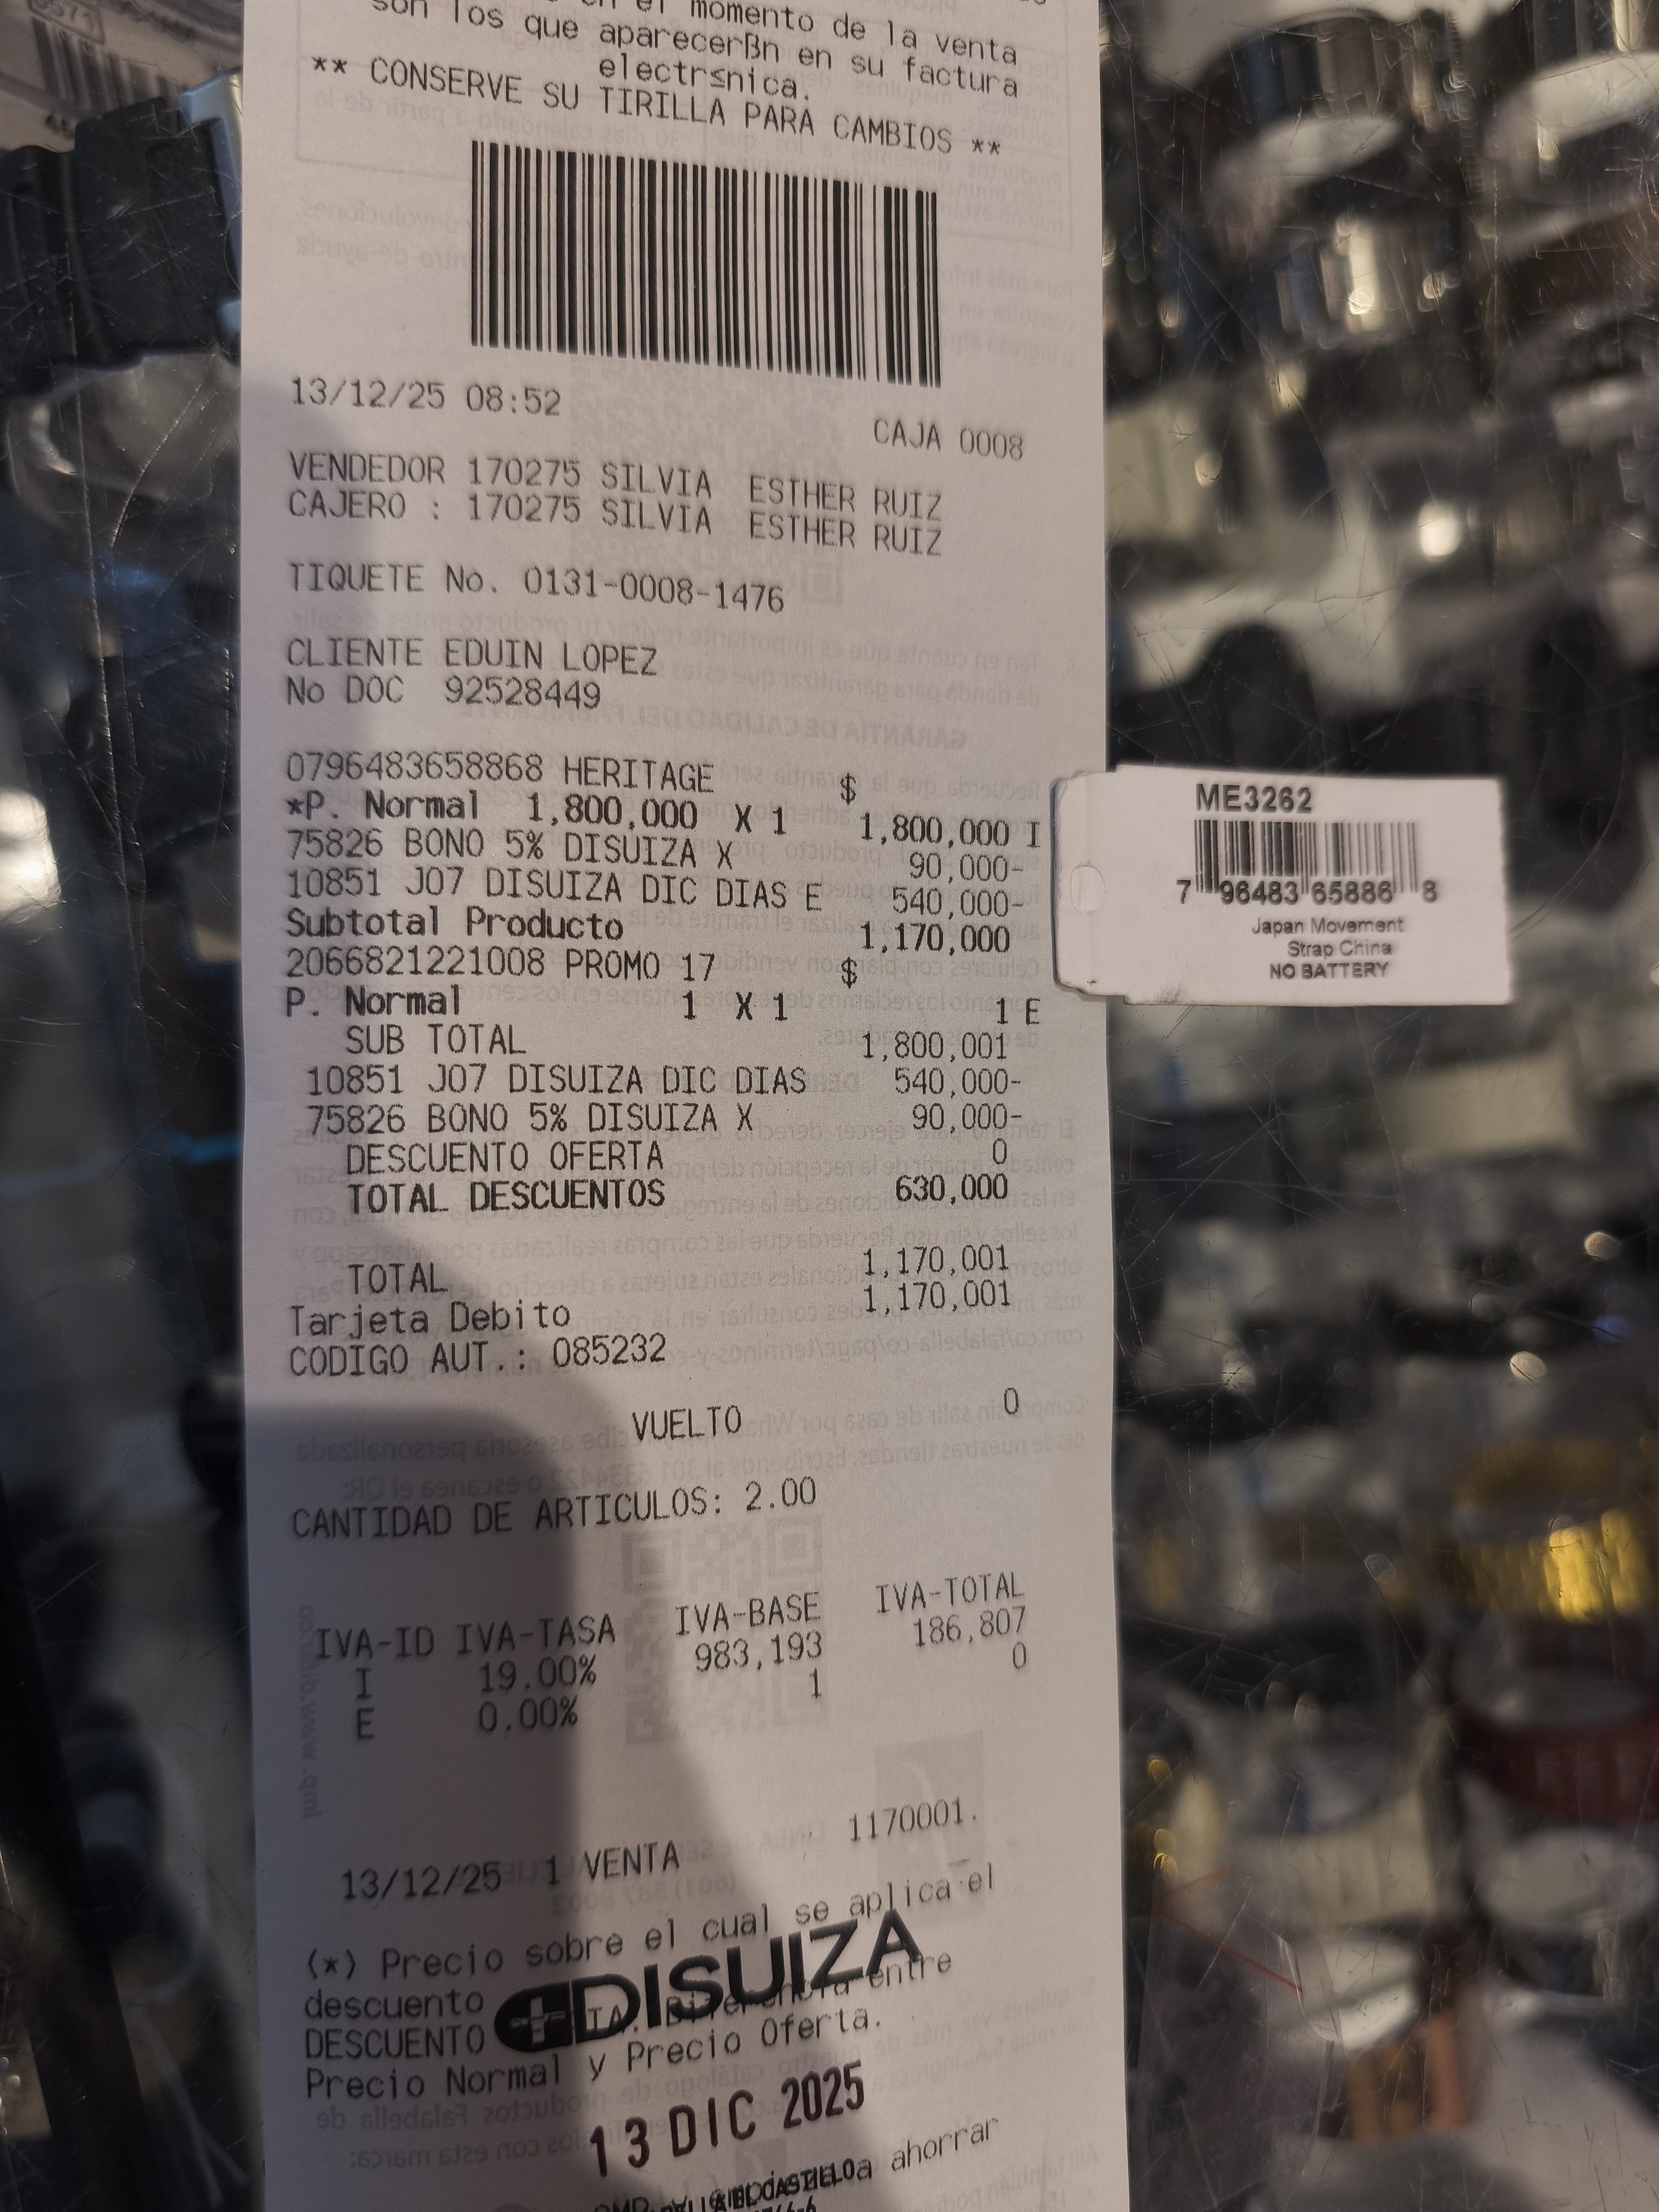 en el momento de la venta
son los que aparecerßn en su factura
electr≤nica.
** CONSERVE SU TIRILLA PARA CAMBIOS **
13/12/25 08:52
CAJA 0008
VENDEDOR 170275 SILVIA ESTHER RUIZ
CAJERO : 170275 SILVIA ESTHER RUIZ
TIQUETE No. 0131-0008-1476
CLIENTE EDUIN LOPEZ
No DOC 92528449
0796483658868 HERITAGE $
*P. Normal 1,800,000 X 1 1,800,000 I
75826 BONO 5% DISUIZA X 90,000-
10851 J07 DISUIZA DIC DIAS E 540,000-
Subtotal Producto 1,170,000
2066821221008 PROMO 17 $
P. Normal 1 X 1 1 E
SUB TOTAL 1,800,001
10851 J07 DISUIZA DIC DIAS 540,000-
75826 BONO 5% DISUIZA X 90,000-
DESCUENTO OFERTA 0
TOTAL DESCUENTOS 630,000
TOTAL 1,170,001
Tarjeta Debito 1,170,001
CODIGO AUT.: 085232
VUELTO 0
CANTIDAD DE ARTICULOS: 2.00
IVA-ID IVA-TASA IVA-BASE IVA-TOTAL
I 19.00% 983,193 186,807
E 0.00% 1 0
1170001.
13/12/25 1 VENTA
(*) Precio sobre el cual se aplica el
descuento
DISUIZA
DESCUENTO entre
Precio Normal y Precio Oferta.
13 DIC 2025
a ahorrar
ME3262
7 96483 65886 8
Japan Movement
Strap China
NO BATTERY